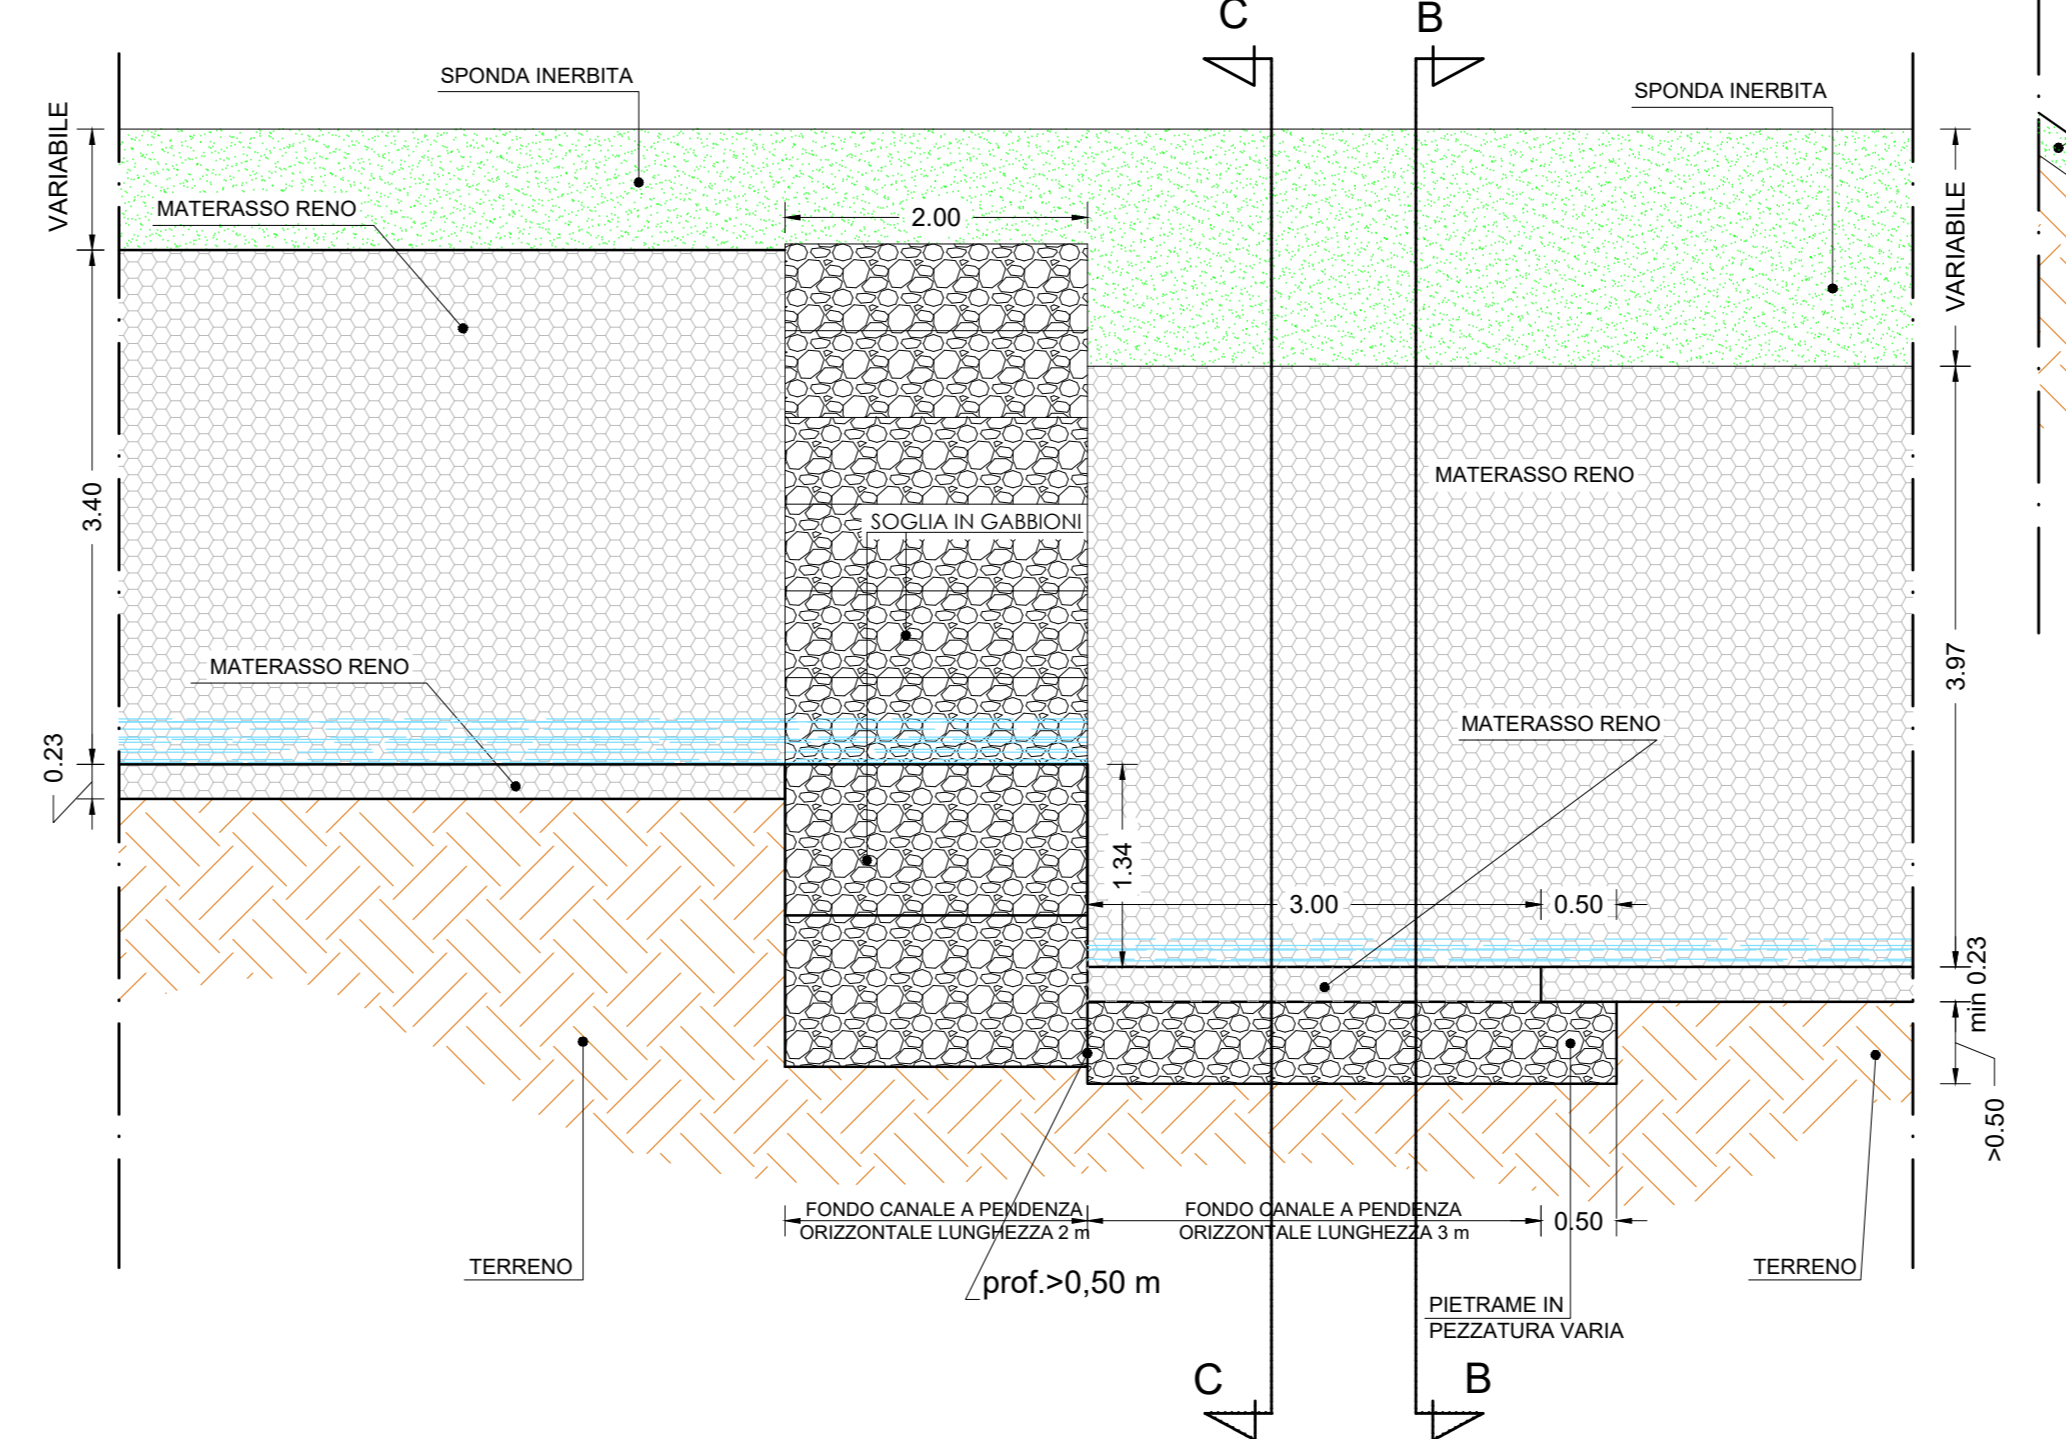 C
B
SPONDA INERBITA
SPONDA INERBITA
VARIABILE
MATERASSO RENO
2.00
VARIABILE
MATERASSO RENO
3.40
SOGLIA IN GABBIONI
MATERASSO RENO
3.97
MATERASSO RENO
0.23
1.34
3.00
0.50
min 0.23
>0.50
FONDO CANALE A PENDENZA
ORIZZONTALE LUNGHEZZA 2 m
FONDO CANALE A PENDENZA
ORIZZONTALE LUNGHEZZA 3 m
0.50
TERRENO
TERRENO
prof.>0,50 m
PIETRAME IN
PEZZATURA VARIA
C
B